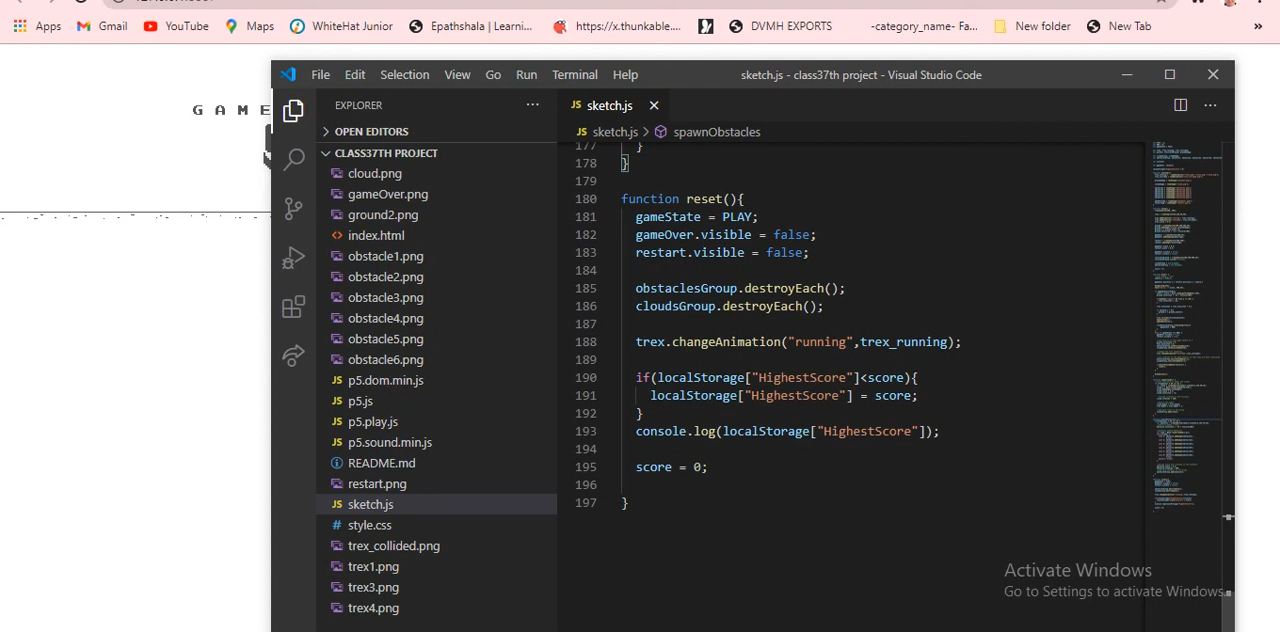 Apps Gmail YouTube Maps WhiteHat Junior Epathshala | Learni... https://x.thunkable.... DVMH EXPORTS -category_name- Fa... New folder New Tab »
G A M E
File Edit Selection View Go Run Terminal Help sketch.js - class37th project - Visual Studio Code
EXPLORER ...
OPEN EDITORS
CLASS37TH PROJECT
cloud.png
gameOver.png
ground2.png
index.html
obstacle1.png
obstacle2.png
obstacle3.png
obstacle4.png
obstacle5.png
obstacle6.png
JS p5.dom.min.js
JS p5.js
JS p5.play.js
JS p5.sound.min.js
README.md
restart.png
JS sketch.js
# style.css
trex_collided.png
trex1.png
trex3.png
trex4.png
JS sketch.js
JS sketch.js > spawnObstacles
177 }
178 }
179
180 function reset(){
181 gameState = PLAY;
182 gameOver.visible = false;
183 restart.visible = false;
184
185 obstaclesGroup.destroyEach();
186 cloudsGroup.destroyEach();
187
188 trex.changeAnimation("running",trex_running);
189
190 if(localStorage["HighestScore"]<score){
191 localStorage["HighestScore"] = score;
192 }
193 console.log(localStorage["HighestScore"]);
194
195 score = 0;
196
197 }
Activate Windows
Go to Settings to activate Windows.